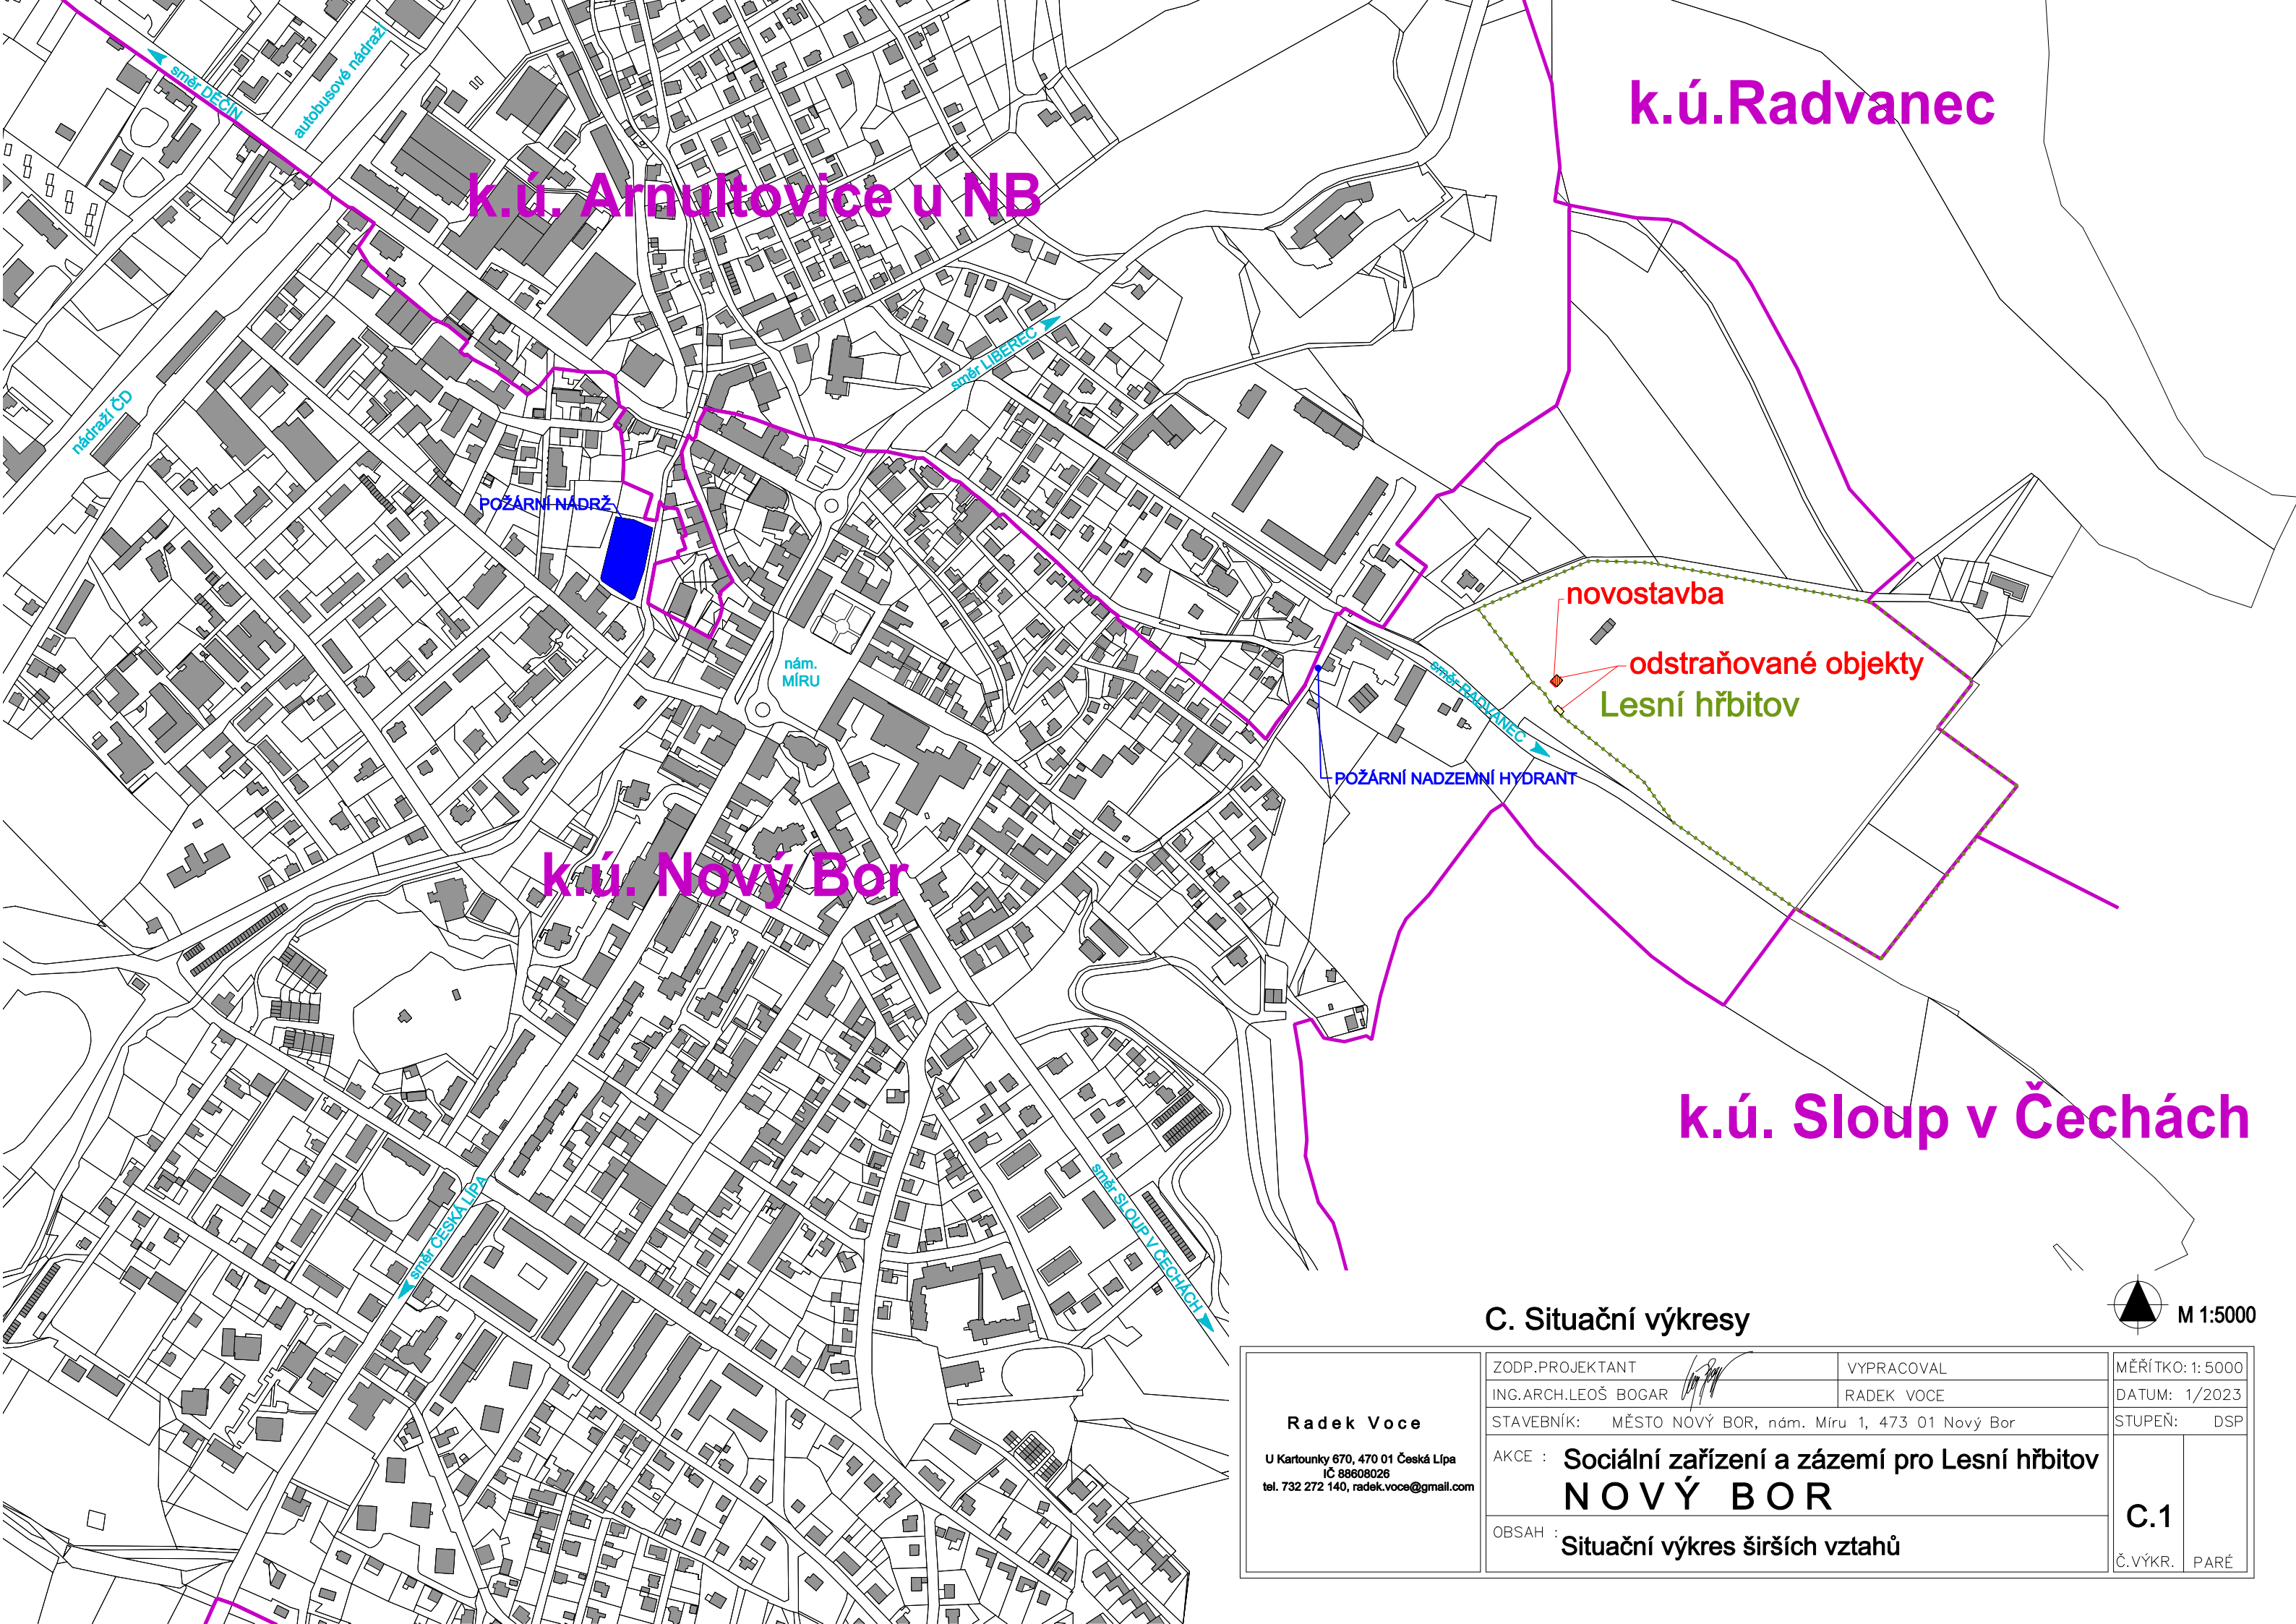 směr DĚČÍN
autobusové nádraží
k.ú.Radvanec
k.ú. Arnultovice u NB
směr LIBEREC
nádraží ČD
POŽÁRNÍ NÁDRŽ
novostavba
odstraňované objekty
Lesní hřbitov
nám.
MÍRU
směr RADVANEC
POŽÁRNÍ NADZEMNÍ HYDRANT
k.ú. Nový Bor
k.ú. Sloup v Čechách
směr ČESKÁ LÍPA
směr SLOUP V ČECHÁCH
C. Situační výkresy
M 1:5000
Radek Voce
U Kartounky 670, 470 01 Česká Lípa
IČ 88608026
tel. 732 272 140, radek.voce@gmail.com
ZODP.PROJEKTANT
VYPRACOVAL
MĚŘÍTKO: 1: 5000
ING.ARCH.LEOŠ BOGAR
RADEK VOCE
DATUM: 1/2023
STAVEBNÍK: MĚSTO NOVÝ BOR, nám. Míru 1, 473 01 Nový Bor
STUPEŇ: DSP
AKCE : Sociální zařízení a zázemí pro Lesní hřbitov
NOVÝ BOR
OBSAH : Situační výkres širších vztahů
C.1
Č.VÝKR.
PARÉ